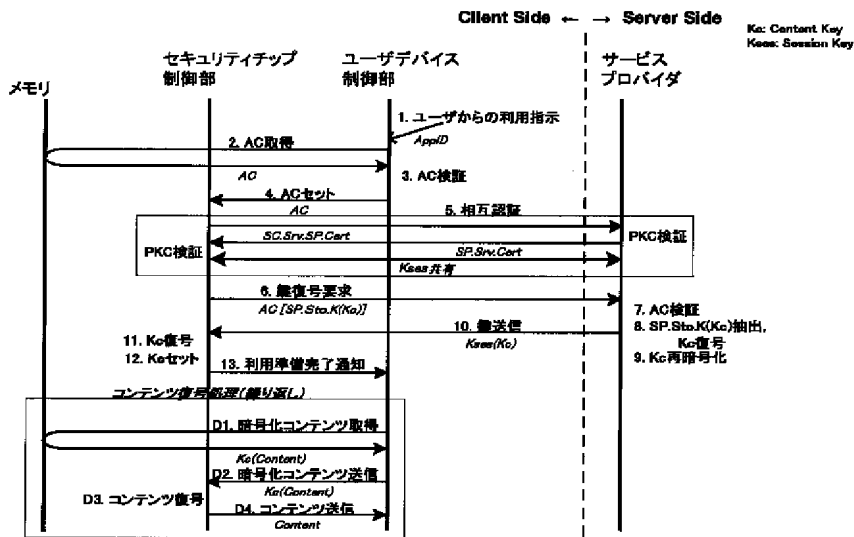 Client Side ← → Server Side
Kc: Content Key
Kses: Session Key
メモリ
セキュリティチップ
制御部
ユーザデバイス
制御部
サービス
プロバイダ
1. ユーザからの利用指示
AppID
2. AC取得
AC
3. AC検証
4. ACセット
AC
5. 相互認証
PKC検証
SC.Srv.SP.Cert
SP.Srv.Cert
Kses共有
PKC検証
6. 鍵復号要求
AC [SP.Sto.K(Kc)]
7. AC検証
8. SP.Sto.K(Kc)抽出,
Kc復号
9. Kc再暗号化
10. 鍵送信
Kses(Kc)
11. Kc復号
12. Kcセット
13. 利用準備完了通知
コンテンツ復号処理(繰り返し)
D1. 暗号化コンテンツ取得
Kc(Content)
D2. 暗号化コンテンツ送信
Kc(Content)
D3. コンテンツ復号
D4. コンテンツ送信
Content